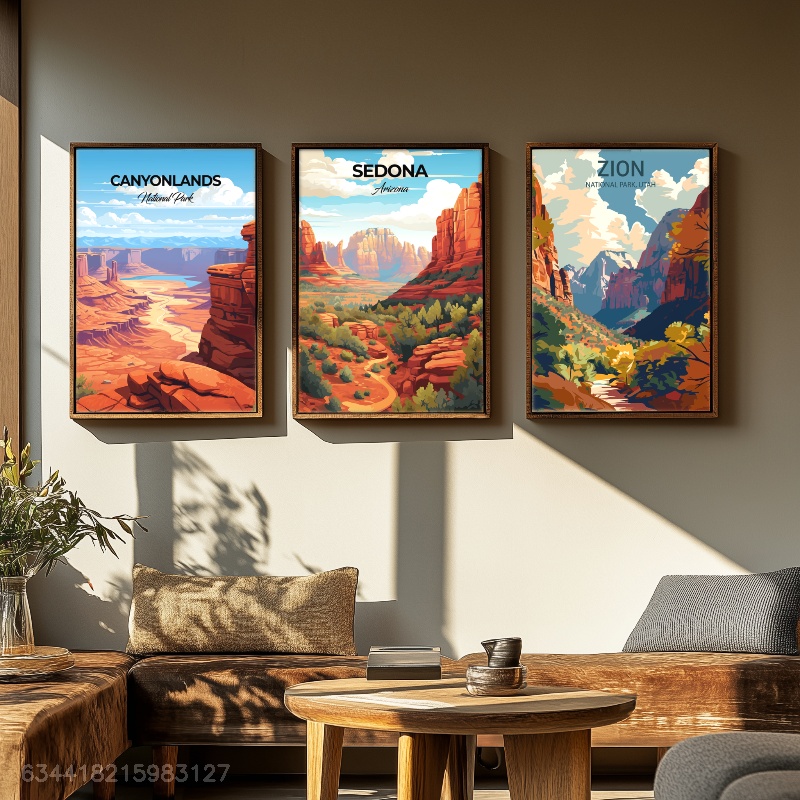 CANYONLANDS
National Park
SEDONA
Arizona
ZION
NATIONAL PARK, UTAH
634418215983127